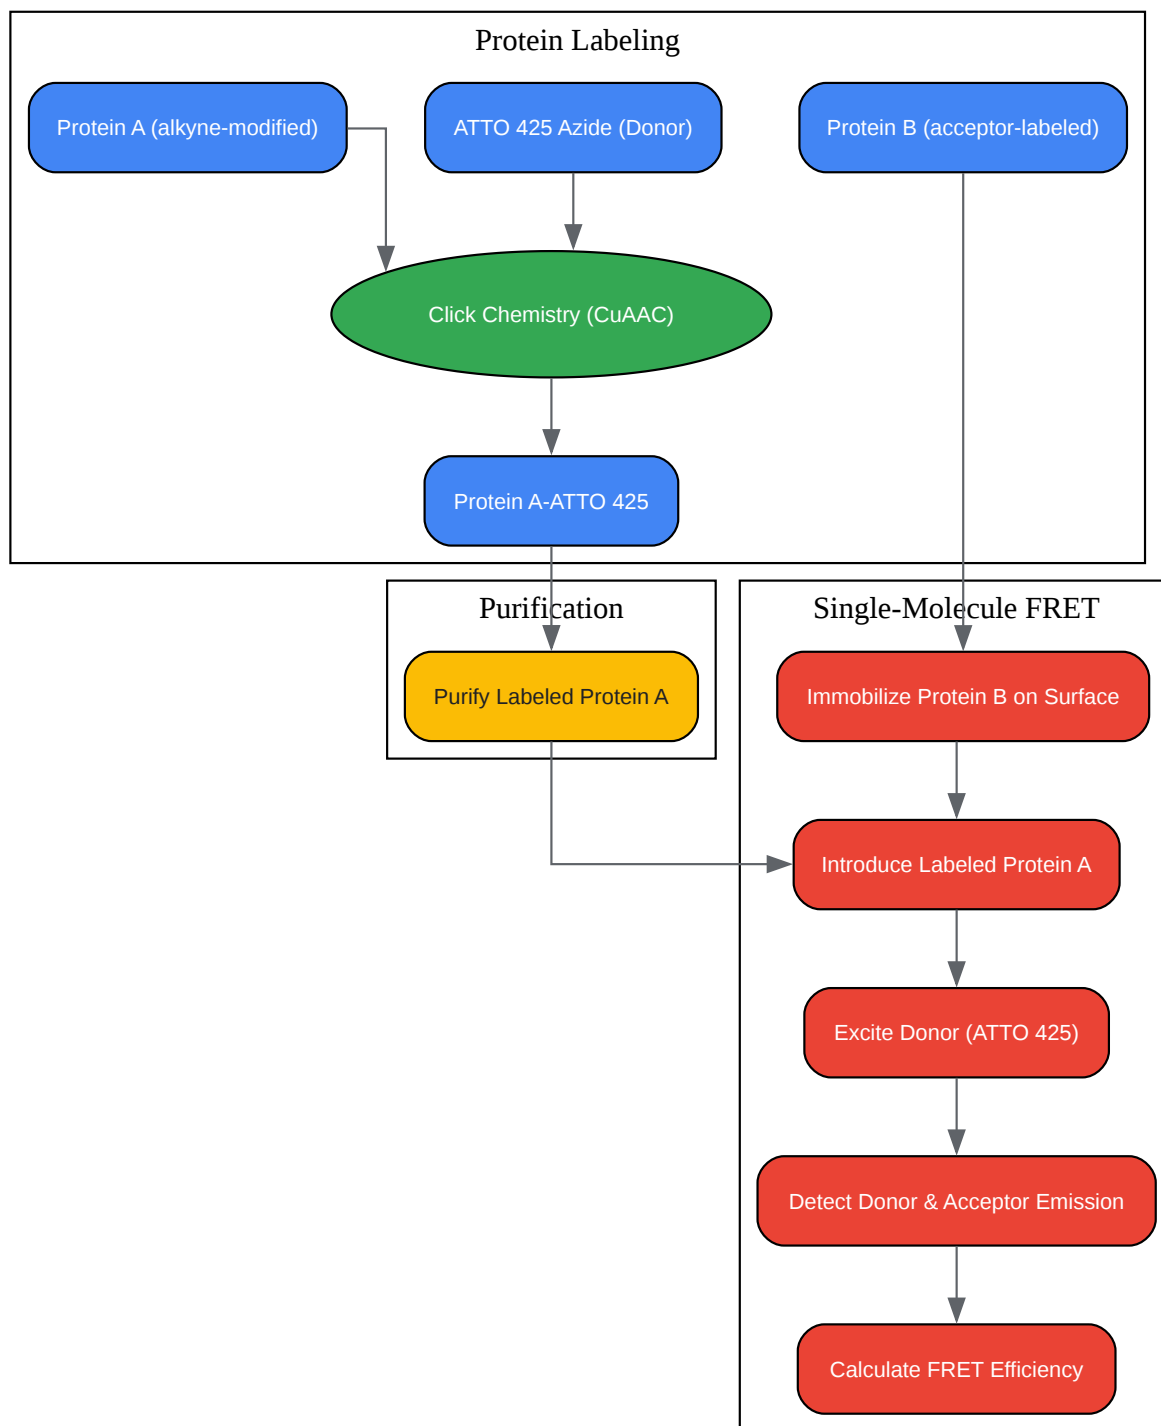 Protein Labeling
Protein A (alkyne-modified)
ATTO 425 Azide (Donor)
Protein B (acceptor-labeled)
Click Chemistry (CuAAC)
Protein A-ATTO 425
Purification
Single-Molecule FRET
Purify Labeled Protein A
Immobilize Protein B on Surface
Introduce Labeled Protein A
Excite Donor (ATTO 425)
Detect Donor & Acceptor Emission
Calculate FRET Efficiency